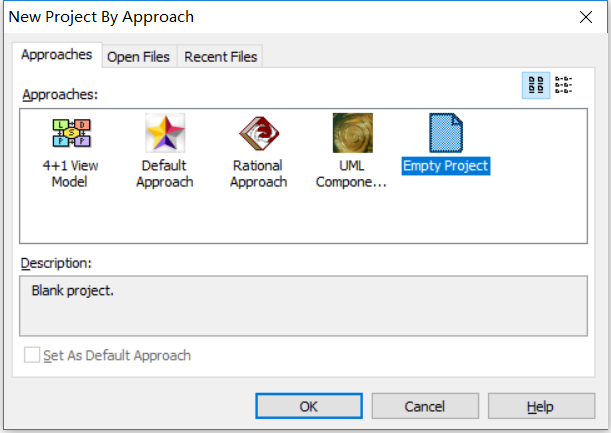 New Project By Approach
Approaches
Open Files
Recent Files
Approaches:
L
D
S
P
P
4+1 View
Model
Default
Approach
Rational
Approach
UML
Compone...
Empty Project
Description:
Blank project.
Set As Default Approach
OK
Cancel
Help